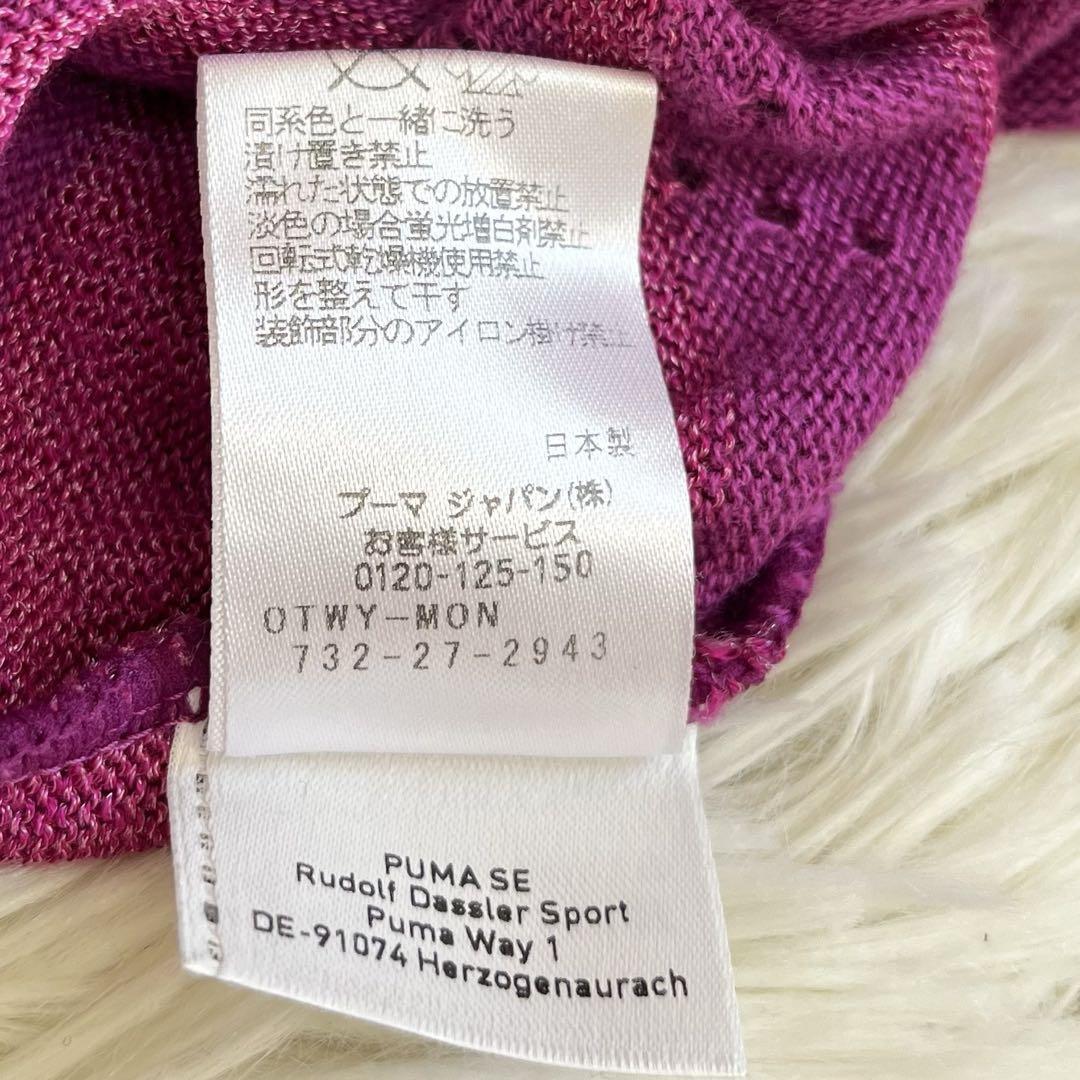 同系色と一緒に洗う
漬け置き禁止
濡れた状態での放置禁止
淡色の場合蛍光増白剤禁止
回転式乾燥機使用禁止
形を整えて干す
装飾部分のアイロン掛け禁止
日本製
プーマ ジャパン(株)
お客様サービス
0120-125-150
OTWY-MON
732-27-2943
PUMA SE
Rudolf Dassler Sport
Puma Way 1
DE-91074 Herzogenaurach